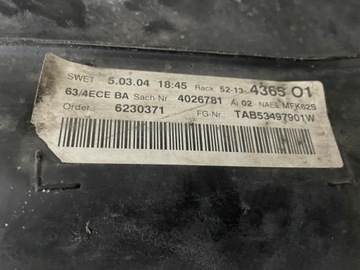 SWET 5.03.04 18:45 Rack 52-13- 4365 01
63/4ECE BA Sach-Nr. 4026781 AI 02 NAEL MFK62S
Order 6230371 FG-Nr. TAB53497901W